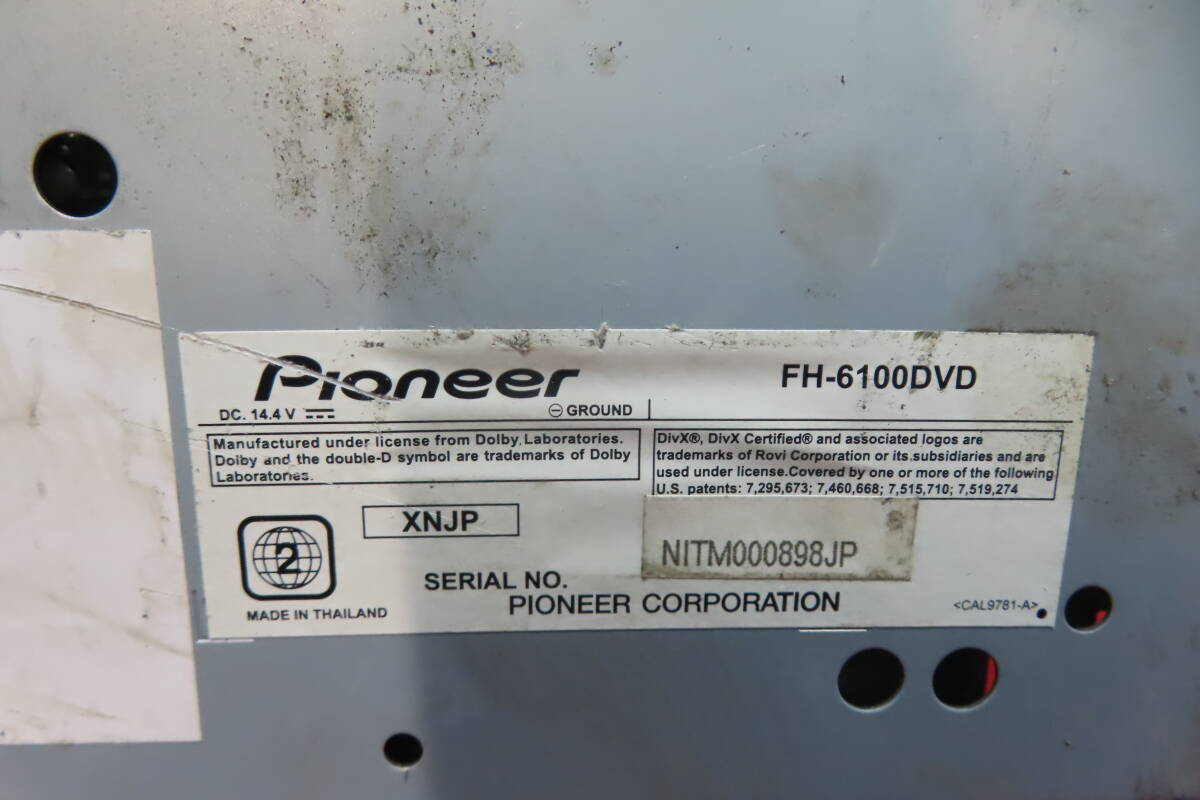 Pioneer
FH-6100DVD
DC. 14.4 V
⊖ GROUND
Manufactured under license from Dolby Laboratories.
Dolby and the double-D symbol are trademarks of Dolby
Laboratories.
DivX®, DivX Certified® and associated logos are
trademarks of Rovi Corporation or its subsidiaries and are
used under license.Covered by one or more of the following
U.S. patents: 7,295,673; 7,460,668; 7,515,710; 7,519,274
2
XNJP
NITM000898JP
SERIAL NO.
PIONEER CORPORATION
MADE IN THAILAND
<CAL9781-A>